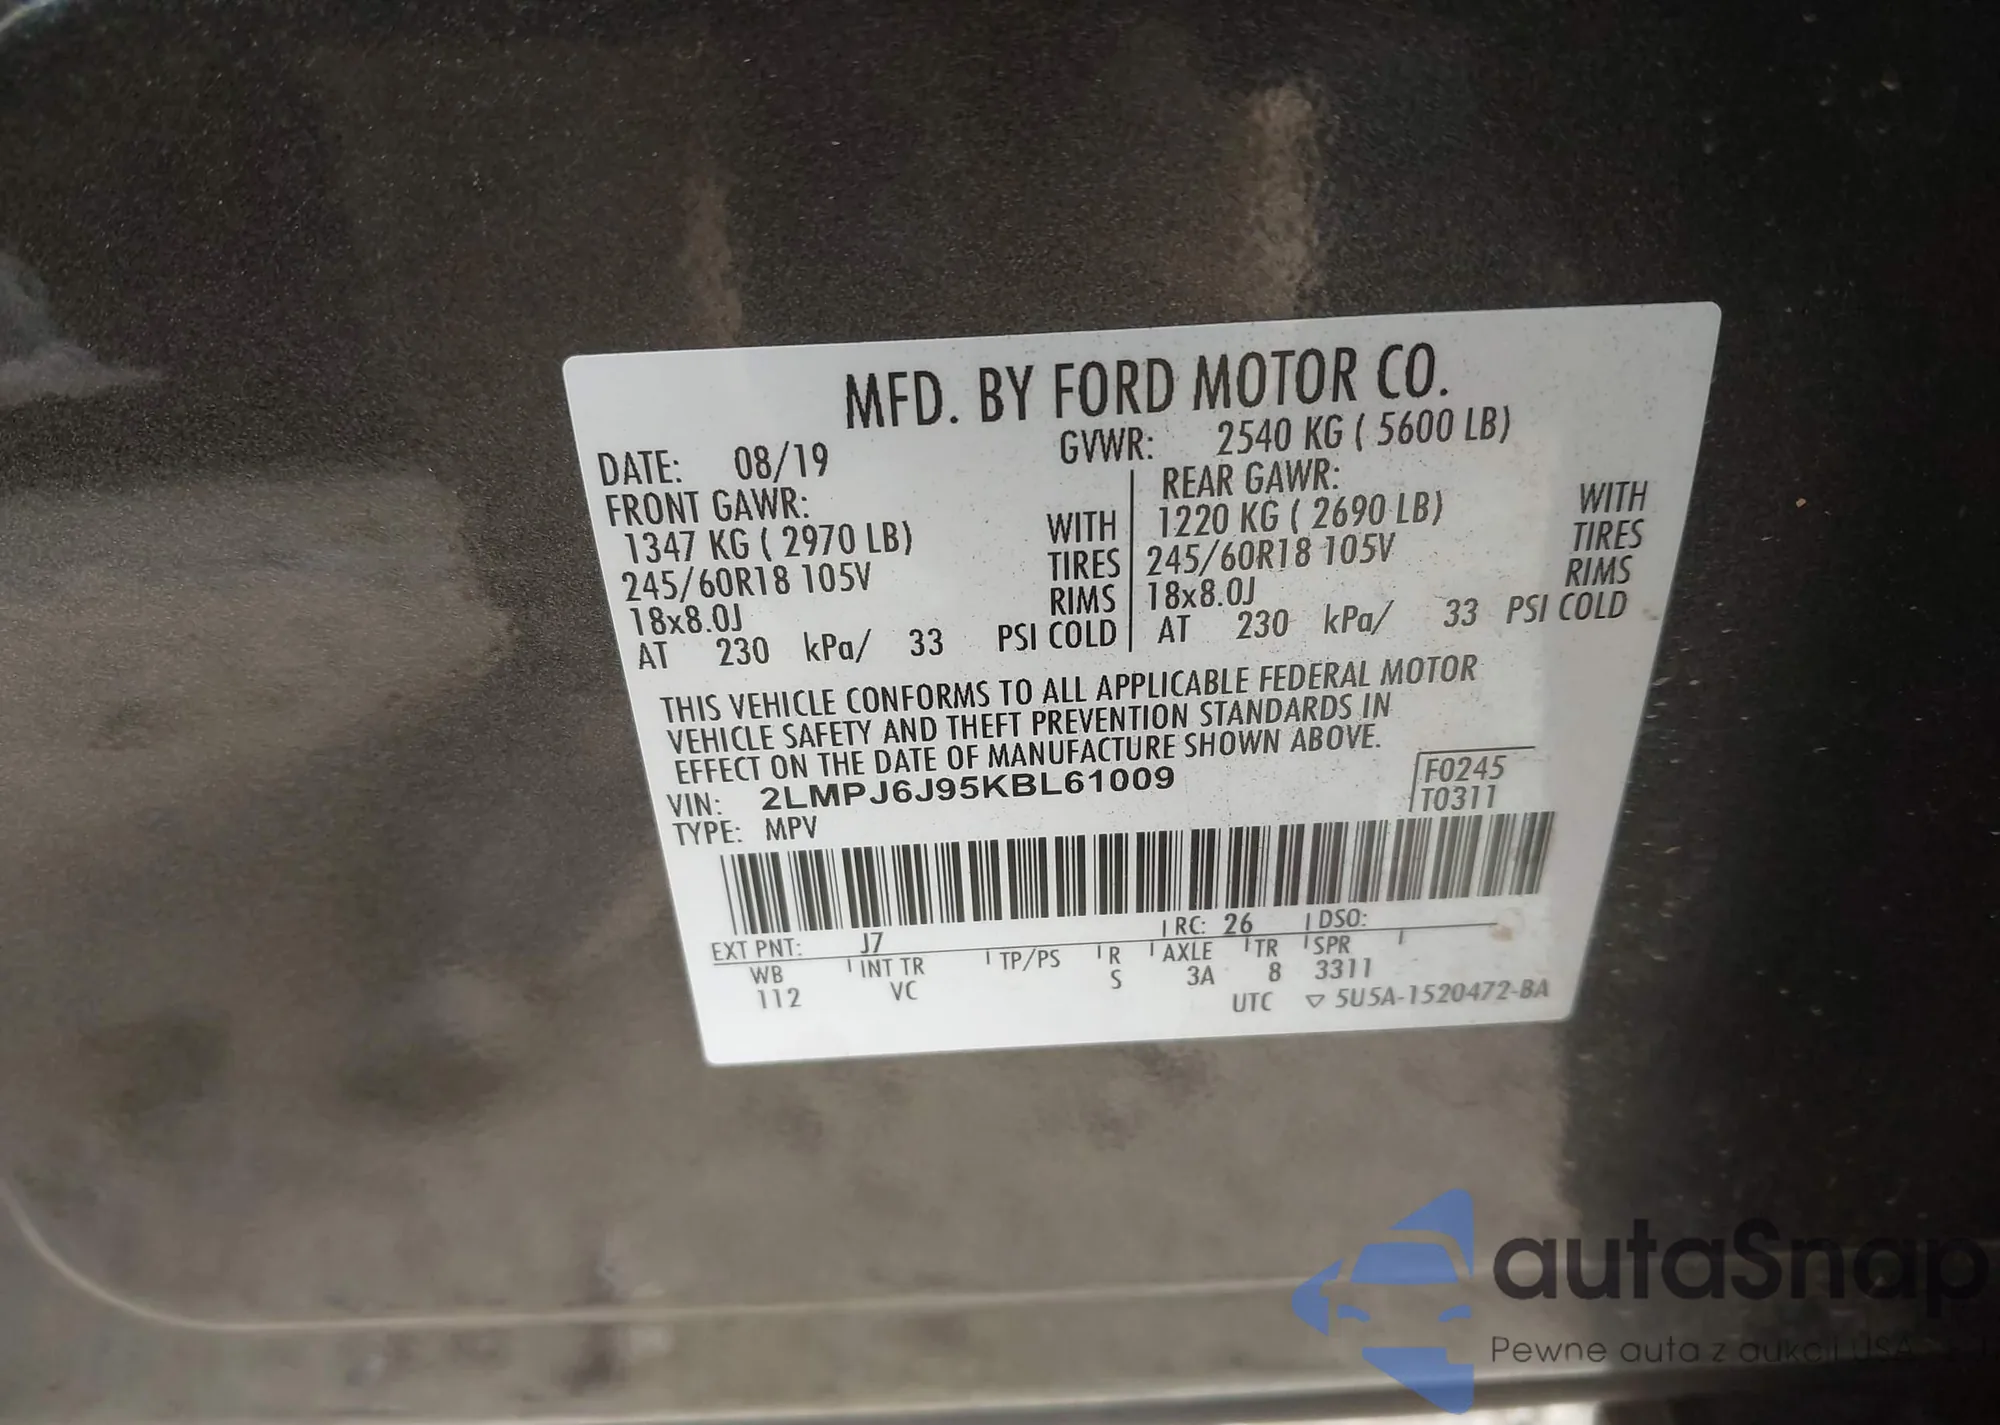 MFD. BY FORD MOTOR CO.
DATE: 08/19 GVWR: 2540 KG ( 5600 LB)
FRONT GAWR: REAR GAWR:
1347 KG ( 2970 LB) WITH 1220 KG ( 2690 LB) WITH
245/60R18 105V TIRES 245/60R18 105V TIRES
18x8.0J RIMS 18x8.0J RIMS
AT 230 kPa/ 33 PSI COLD AT 230 kPa/ 33 PSI COLD
THIS VEHICLE CONFORMS TO ALL APPLICABLE FEDERAL MOTOR
VEHICLE SAFETY AND THEFT PREVENTION STANDARDS IN
EFFECT ON THE DATE OF MANUFACTURE SHOWN ABOVE.
VIN: 2LMPJ6J95KBL61009 F0245
TYPE: MPV T0311
EXT PNT: J7 RC: 26 DSO:
WB INT TR TP/PS R AXLE TR SPR
112 VC S 3A 8 3311
UTC ▽ 5U5A-1520472-BA
autaSnap
Pewne auta z aukcji USA